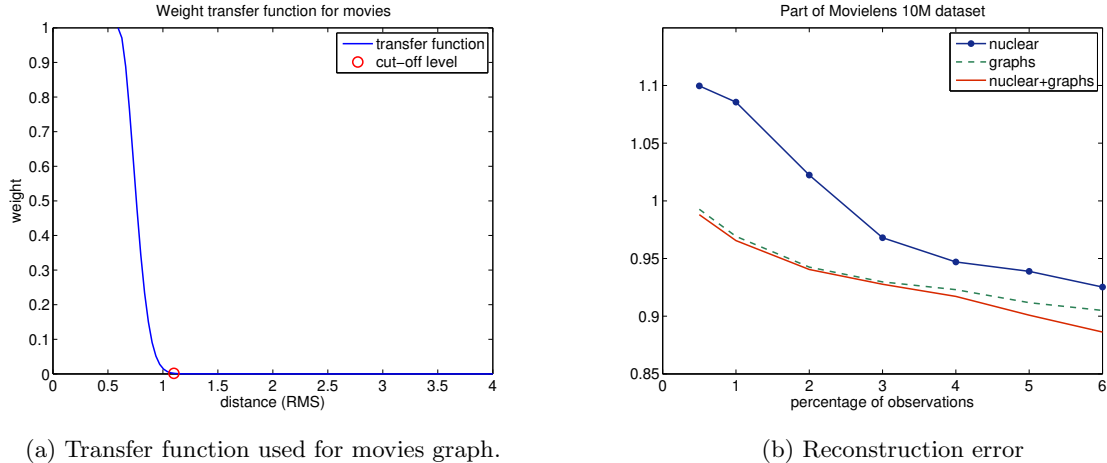 Weight transfer function for movies
1
0.9
0.8
0.7
0.6
0.5
0.4
0.3
0.2
0.1
0
weight
transfer function
cut−off level
0 0.5 1 1.5 2 2.5 3 3.5 4
distance (RMS)
(a) Transfer function used for movies graph.
Part of Movielens 10M dataset
1.1
1.05
1
0.95
0.9
0.85
nuclear
graphs
nuclear+graphs
0 1 2 3 4 5 6
percentage of observations
(b) Reconstruction error